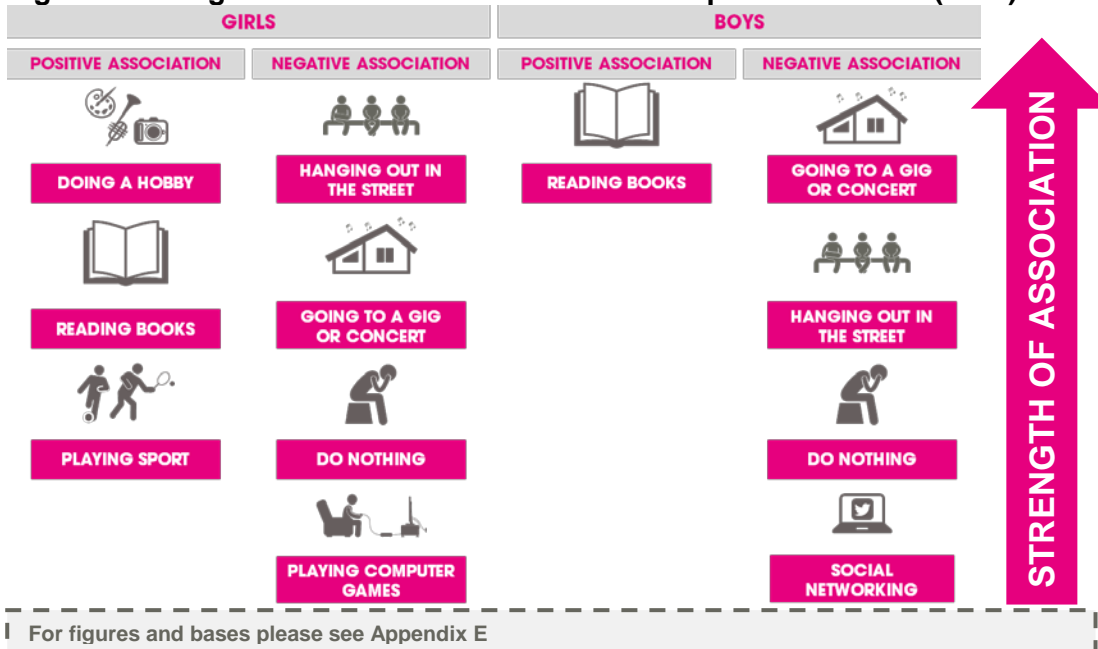 GIRLS
BOYS
POSITIVE ASSOCIATION
NEGATIVE ASSOCIATION
POSITIVE ASSOCIATION
NEGATIVE ASSOCIATION
DOING A HOBBY
HANGING OUT IN
THE STREET
READING BOOKS
GOING TO A GIG
OR CONCERT
READING BOOKS
GOING TO A GIG
OR CONCERT
HANGING OUT IN
THE STREET
PLAYING SPORT
DO NOTHING
DO NOTHING
PLAYING COMPUTER
GAMES
SOCIAL
NETWORKING
STRENGTH OF ASSOCIATION
For figures and bases please see Appendix E